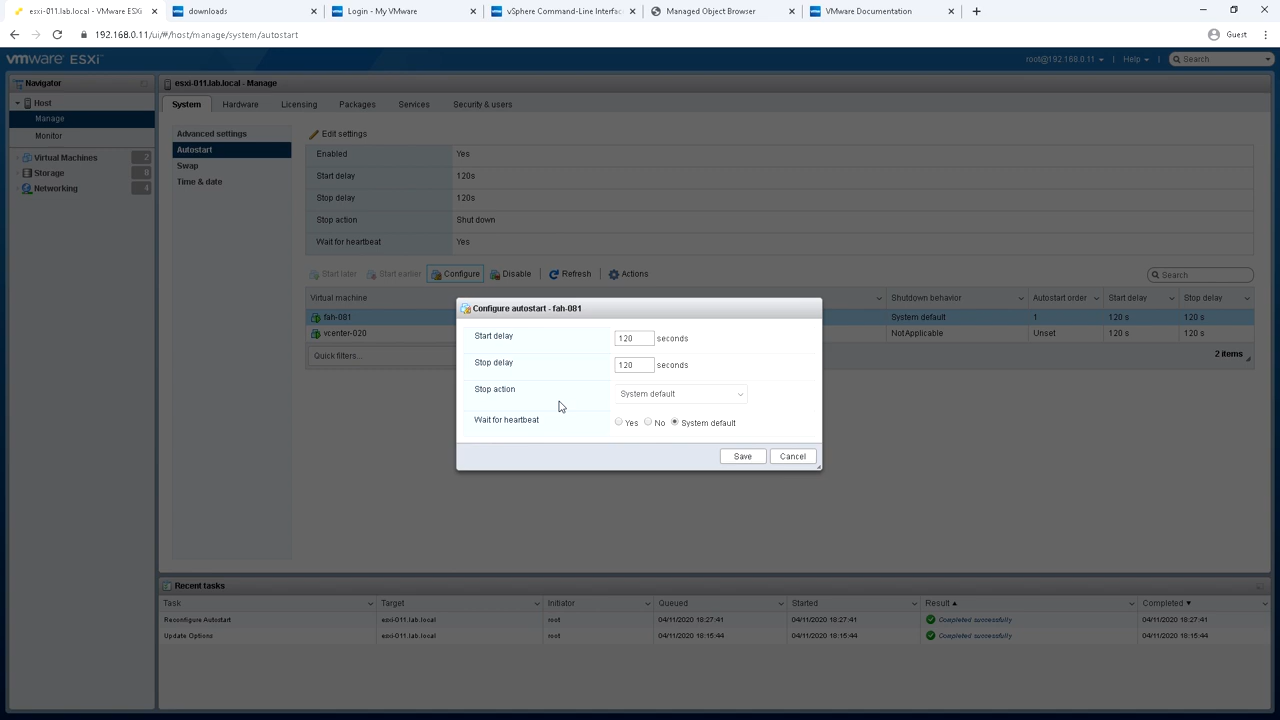 esxi-011.lab.local - VMware ESXi
downloads
Login - My VMware
vSphere Command-Line Interfac
Managed Object Browser
VMware Documentation
192.168.0.11/ui/#/host/manage/system/autostart
Guest
vmware ESXi
root@192.168.0.11
Help
Search
Navigator
Host
Manage
Monitor
Virtual Machines 2
Storage 0
Networking 4
esxi-011.lab.local - Manage
System
Hardware
Licensing
Packages
Services
Security & users
Advanced settings
Autostart
Swap
Time & date
Edit settings
Enabled Yes
Start delay 120s
Stop delay 120s
Stop action Shut down
Wait for heartbeat Yes
Start later
Start earlier
Configure
Disable
Refresh
Actions
Search
Virtual machine Shutdown behavior Autostart order Start delay Stop delay
fah-081 System default 1 120 s 120 s
vcenter-020 NotApplicable Unset 120 s 120 s
Quick filters...
2 items
Configure autostart - fah-081
Start delay 120 seconds
Stop delay 120 seconds
Stop action System default
Wait for heartbeat Yes No System default
Save Cancel
Recent tasks
Task Target Initiator Queued Started Result Completed
Reconfigure Autostart esxi-011.lab.local root 04/11/2020 18:27:41 04/11/2020 18:27:41 Completed successfully 04/11/2020 18:27:41
Update Options esxi-011.lab.local root 04/11/2020 18:15:44 04/11/2020 18:15:44 Completed successfully 04/11/2020 18:15:44